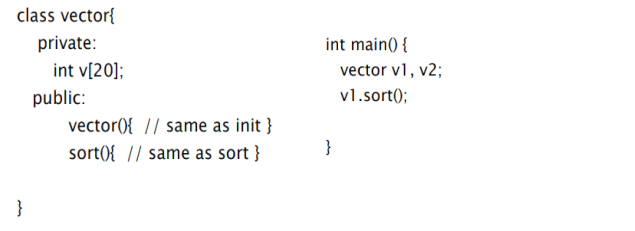 class vector{
private:
int v[20];
public:
vector(){ // same as init }
sort(){ // same as sort }
}
int main() {
vector v1, v2;
v1.sort();
}